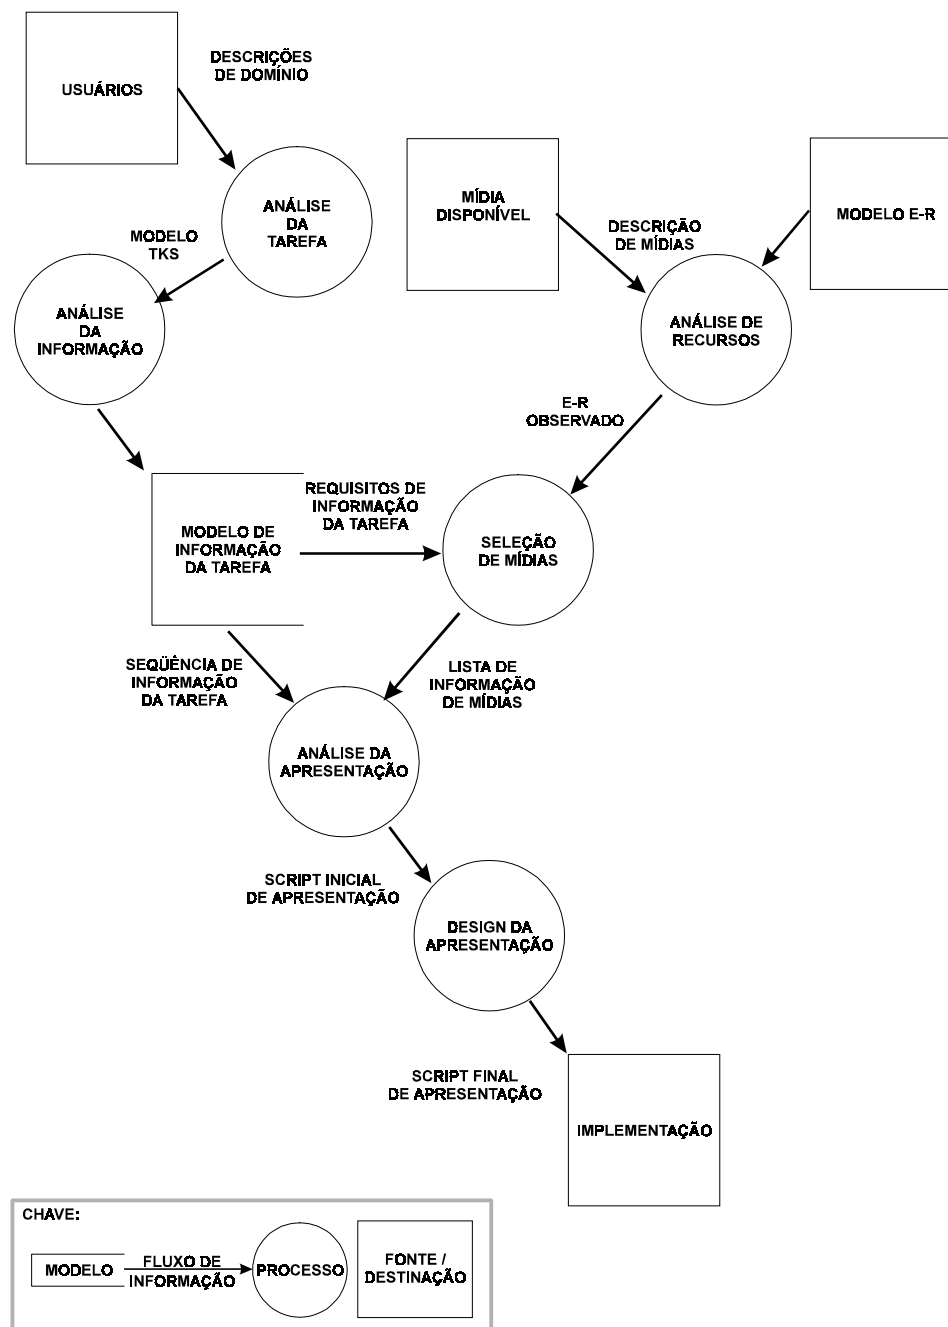 USUÁRIOS
DESCRIÇÕES
DE DOMÍNIO
ANÁLISE
DA
TAREFA
MÍDIA
DISPONÍVEL
DESCRIÇÃO
DE MÍDIAS
MODELO E-R
MODELO
TKS
ANÁLISE
DA
INFORMAÇÃO
ANÁLISE DE
RECURSOS
E-R
OBSERVADO
MODELO DE
INFORMAÇÃO
DA TAREFA
REQUISITOS DE
INFORMAÇÃO
DA TAREFA
SELEÇÃO
DE MÍDIAS
SEQÜÊNCIA DE
INFORMAÇÃO
DA TAREFA
LISTA DE
INFORMAÇÃO
DE MÍDIAS
ANÁLISE DA
APRESENTAÇÃO
SCRIPT INICIAL
DE APRESENTAÇÃO
DESIGN DA
APRESENTAÇÃO
SCRIPT FINAL
DE APRESENTAÇÃO
IMPLEMENTAÇÃO
CHAVE:
MODELO
FLUXO DE
INFORMAÇÃO
PROCESSO
FONTE /
DESTINAÇÃO